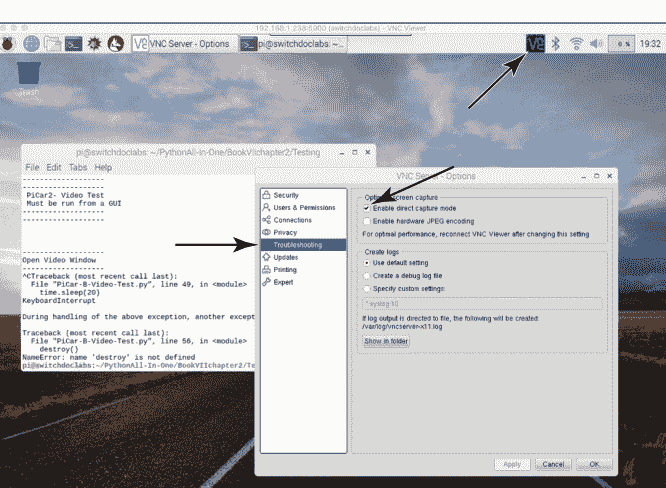 192.168.1.238:5900 (switchdoclabs) - VNC Viewer
VNC Server - Options
pi@switchdoclabs: ~...
0 %
19:32
Trash
pi@switchdoclabs: ~/PythonAll-in-One/BookVIIchapter2/Testing
File Edit Tabs Help
-------------------
-------------------
PiCar2- Video Test
Must be run from a GUI
-------------------
-------------------
-------------------
Open Video Window
-------------------
^CTraceback (most recent call last):
File "PiCar-B-Video-Test.py", line 49, in <module>
time.sleep(20)
KeyboardInterrupt
During handling of the above exception, another except
Traceback (most recent call last):
File "PiCar-B-Video-Test.py", line 56, in <module>
destroy()
NameError: name 'destroy' is not defined
pi@switchdoclabs:~/PythonAll-In-One/BookVIIchapter2/Te
VNC Server - Options
Security
Users & Permissions
Connections
Privacy
Troubleshooting
Updates
Printing
Expert
screen capture
Enable direct capture mode
Enable hardware JPEG encoding
For optimal performance, reconnect VNC Viewer after changing this setting
Create logs
Use default setting
Create a debug log file
Specify custom settings:
If log output is directed to file, the following will be created:
/var/log/vncserver-x11.log
Show in folder
Apply Cancel OK